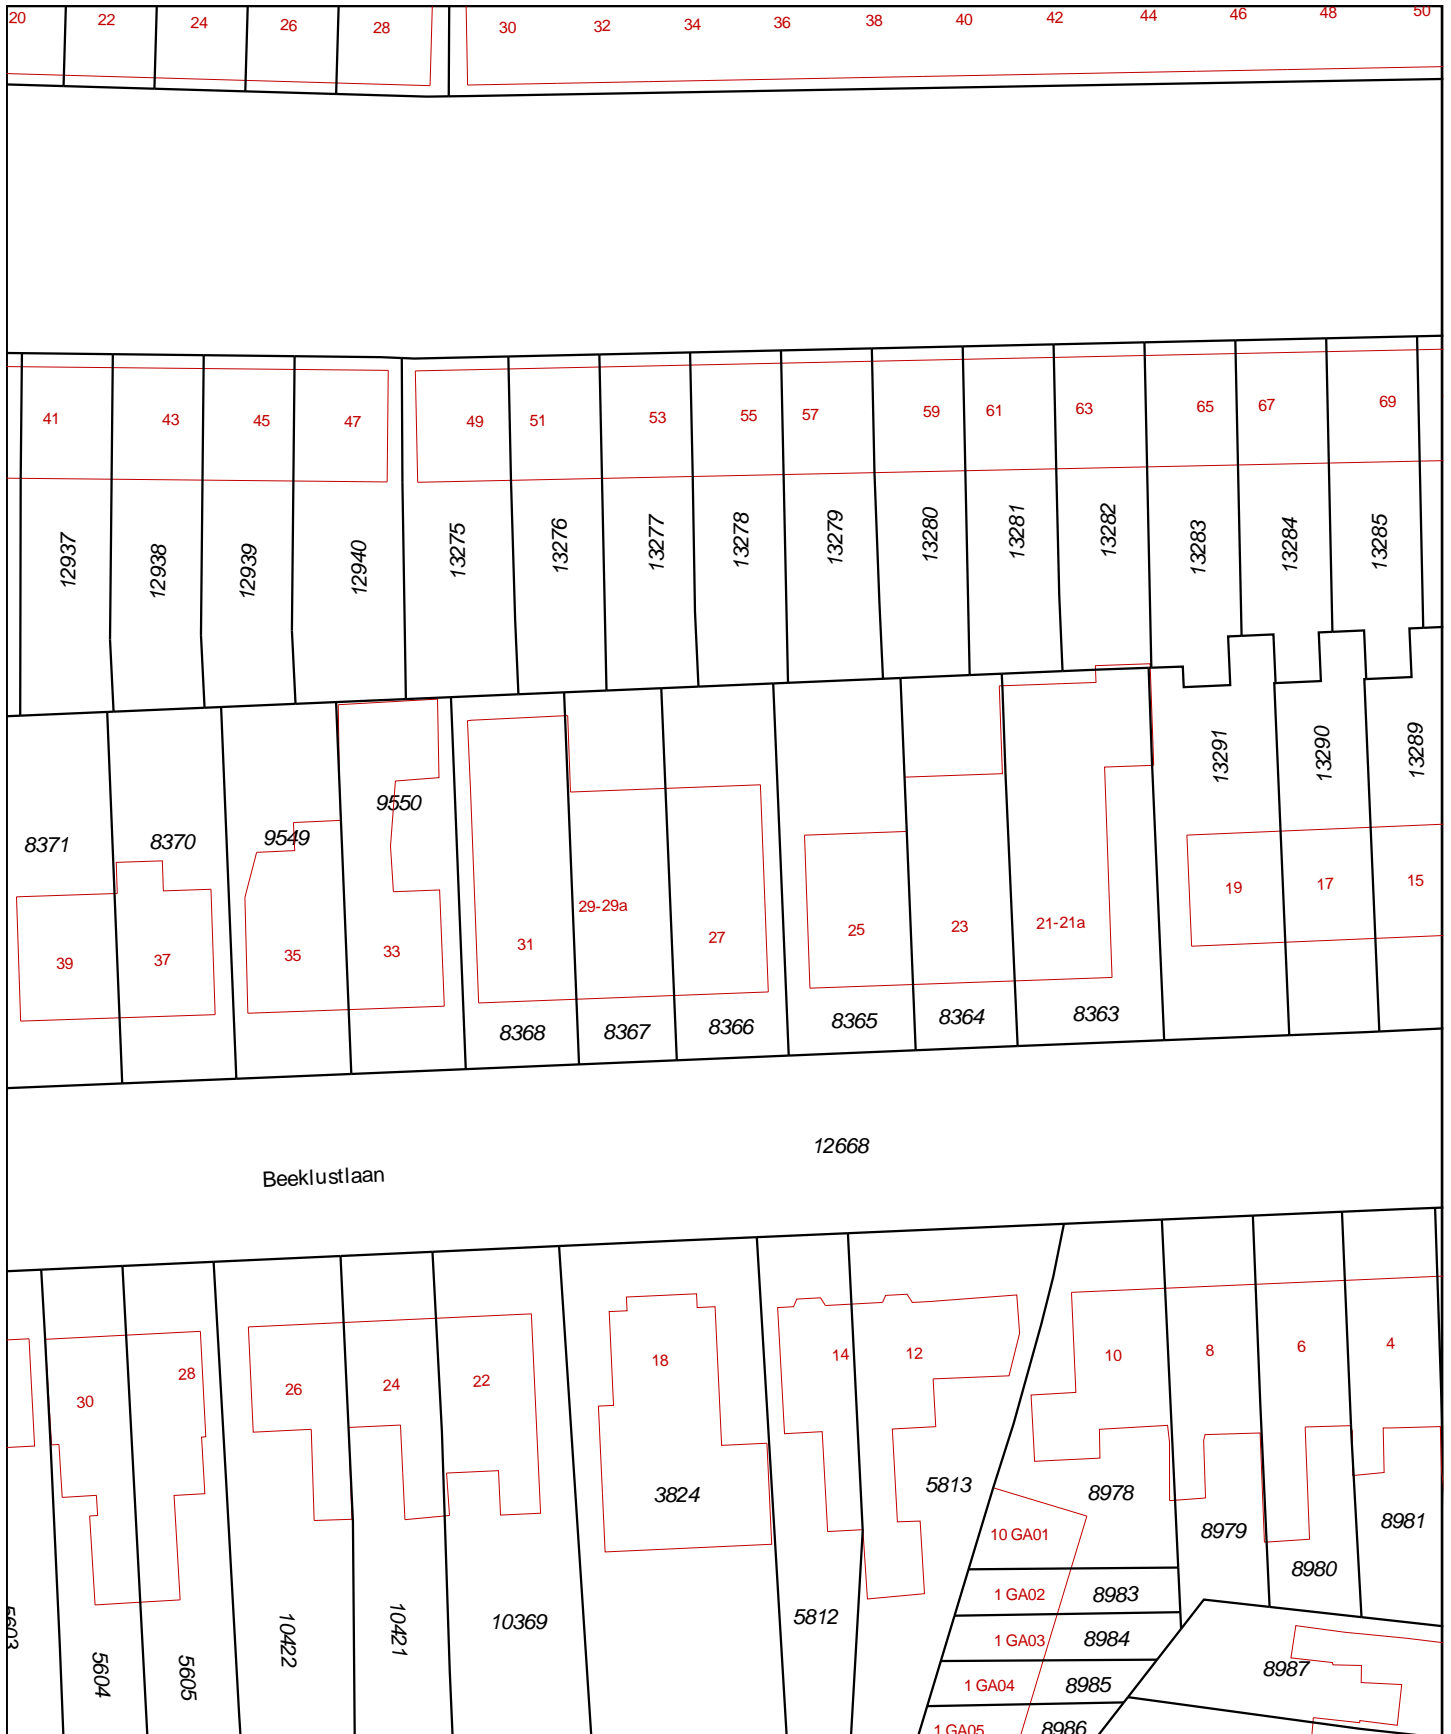 20 22 24 26 28 30 32 34 36 38 40 42 44 46 48 50
41 43 45 47 49 51 53 55 57 59 61 63 65 67 69
12937 12938 12939 12940 13275 13276 13277 13278 13279 13280 13281 13282 13283 13284 13285
13291 13290 13289
8371 8370 9549 9550
39 37 35 33 31 29-29a 27 25 23 21-21a 19 17 15
8368 8367 8366 8365 8364 8363
12668
Beeklustlaan
30 28 26 24 22 18 14 12 10 8 6 4
3824 5813 8978 8979 8980 8981
10 GA01
1 GA02 8983
1 GA03 8984
1 GA04 8985
1 GA05 8986
5603 5604 5605 10422 10421 10369 5812 8987